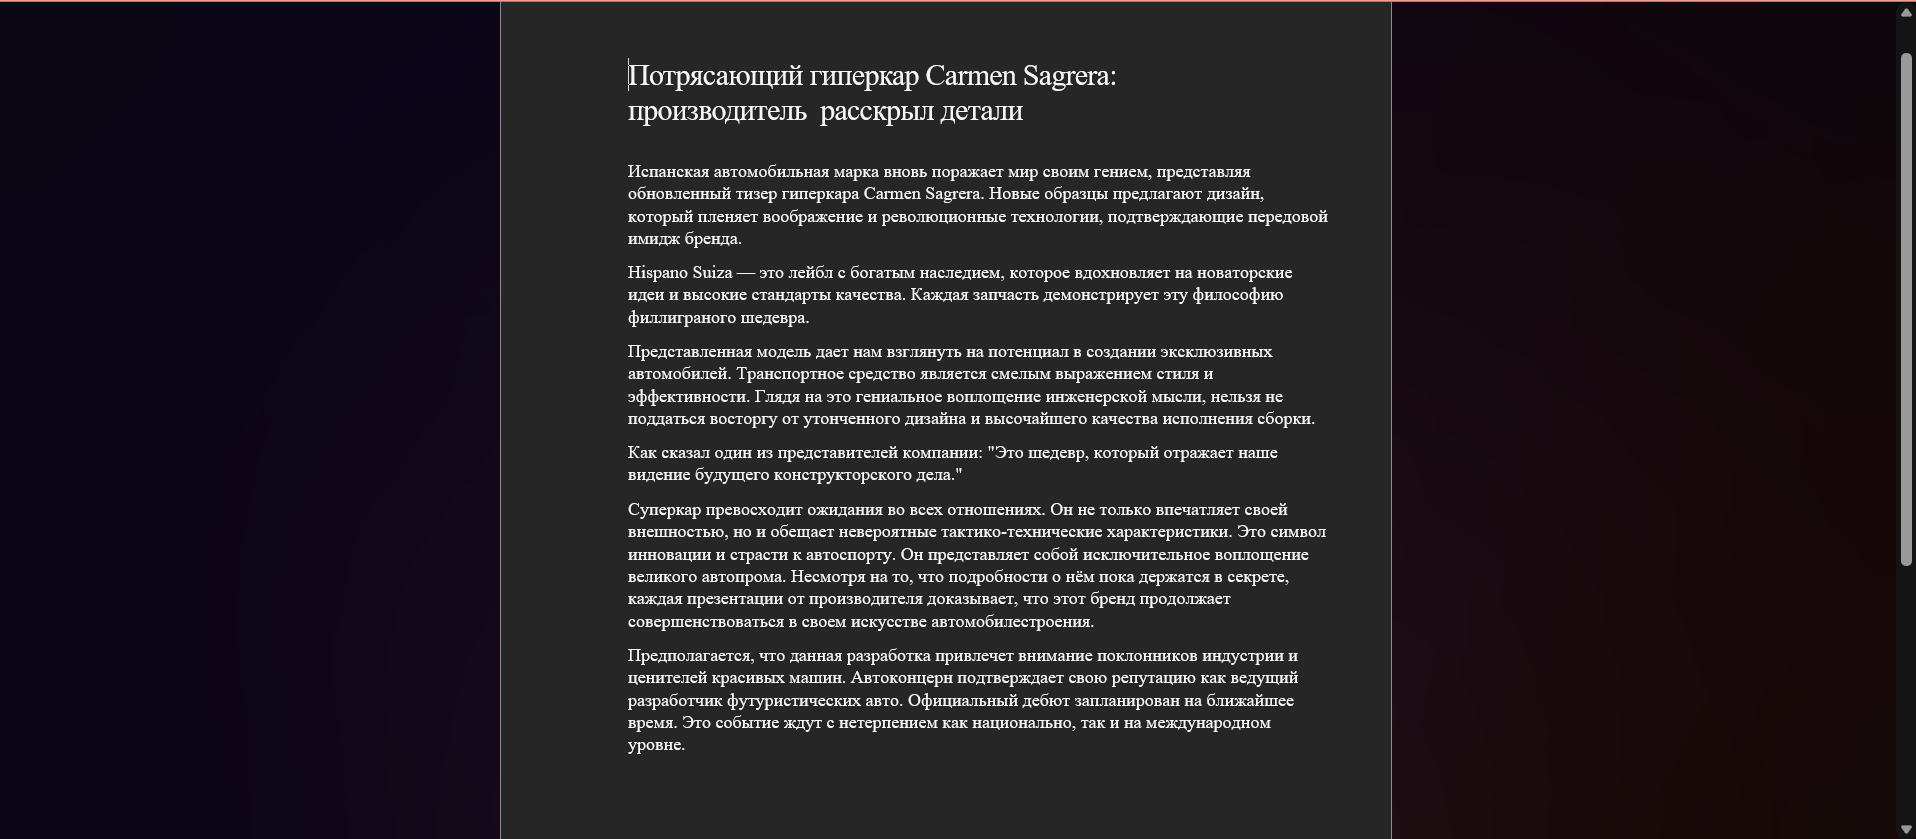 Потрясающий гиперкар Carmen Sagrera:
производитель  расскрыл детали
Испанская автомобильная марка вновь поражает мир своим гением, представляя
обновленный тизер гиперкара Carmen Sagrera. Новые образцы предлагают дизайн,
который пленяет воображение и революционные технологии, подтверждающие передовой
имидж бренда.
Hispano Suiza — это лейбл с богатым наследием, которое вдохновляет на новаторские
идеи и высокие стандарты качества. Каждая запчасть демонстрирует эту философию
филлиграного шедевра.
Представленная модель дает нам взглянуть на потенциал в создании эксклюзивных
автомобилей. Транспортное средство является смелым выражением стиля и
эффективности. Глядя на это гениальное воплощение инженерской мысли, нельзя не
поддаться восторгу от утонченного дизайна и высочайшего качества исполнения сборки.
Как сказал один из представителей компании: "Это шедевр, который отражает наше
видение будущего конструкторского дела."
Суперкар превосходит ожидания во всех отношениях. Он не только впечатляет своей
внешностью, но и обещает невероятные тактико-технические характеристики. Это символ
инновации и страсти к автоспорту. Он представляет собой исключительное воплощение
великого автопрома. Несмотря на то, что подробности о нём пока держатся в секрете,
каждая презентации от производителя доказывает, что этот бренд продолжает
совершенствоваться в своем искусстве автомобилестроения.
Предполагается, что данная разработка привлечет внимание поклонников индустрии и
ценителей красивых машин. Автоконцерн подтверждает свою репутацию как ведущий
разработчик футуристических авто. Официальный дебют запланирован на ближайшее
время. Это событие ждут с нетерпением как национально, так и на международном
уровне.